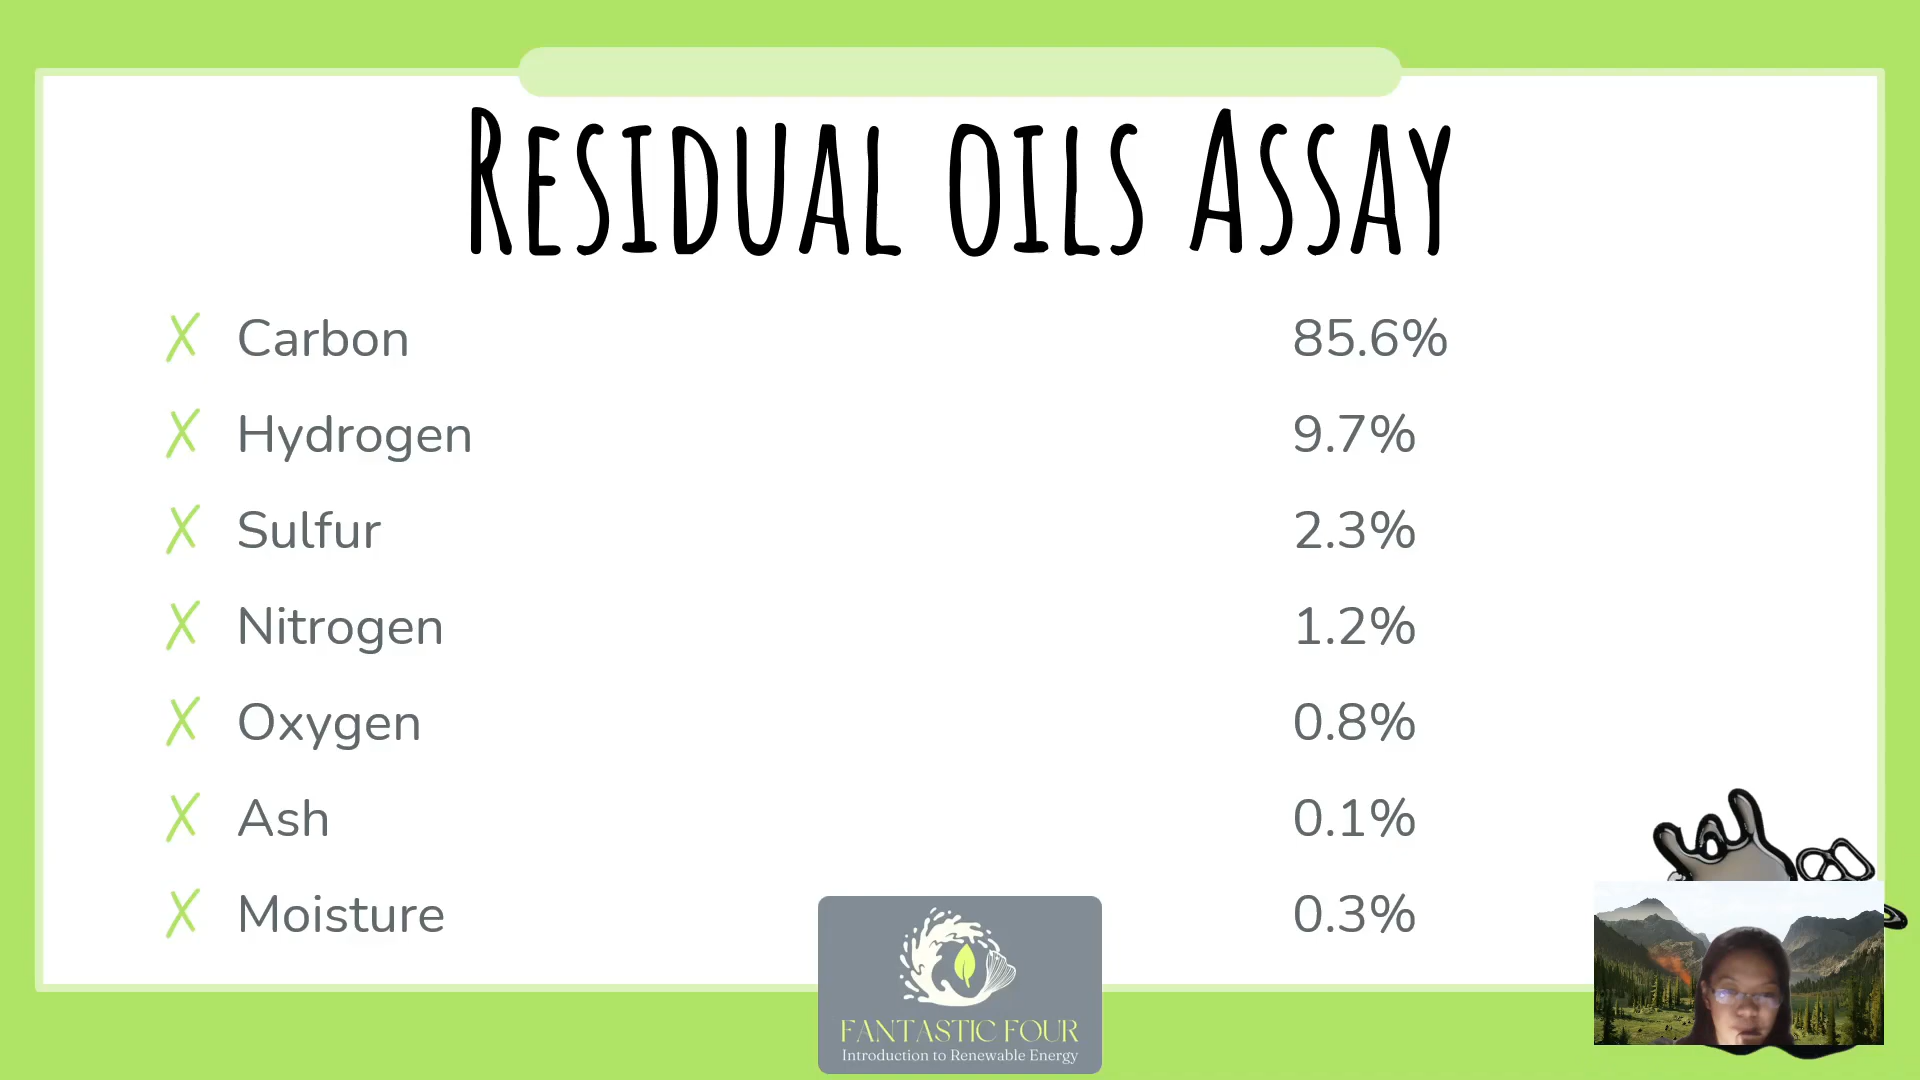 Residual oils Assay
Carbon 85.6%
Hydrogen 9.7%
Sulfur 2.3%
Nitrogen 1.2%
Oxygen 0.8%
Ash 0.1%
Moisture 0.3%
FANTASTIC FOUR
Introduction to Renewable Energy